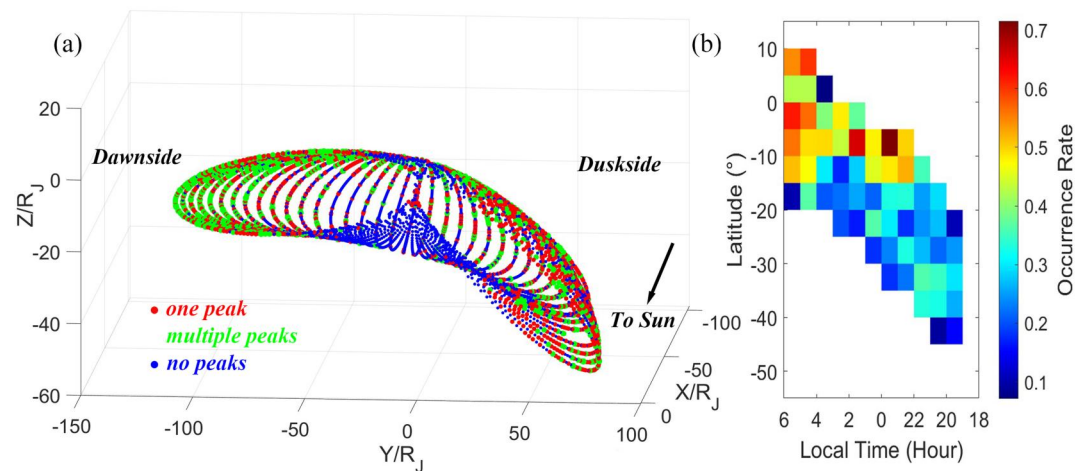 (a)
Dawnside
Duskside
To Sun
one peak
multiple peaks
no peaks
20
0
-20
-40
-60
Z/R_J
-150
-100
-50
0
50
100
Y/R_J
-100
-50
0
X/R_J
(b)
10
0
-10
-20
-30
-40
-50
Latitude (°)
6 4 2 0 22 20 18
Local Time (Hour)
0.7
0.6
0.5
0.4
0.3
0.2
0.1
Occurrence Rate